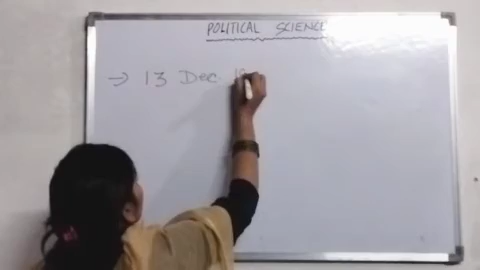 POLITICAL SCIENCE
→ 13 Dec.